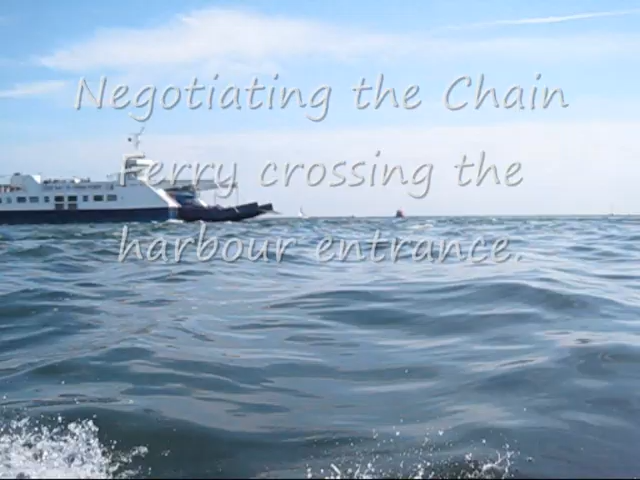 Negotiating the Chain
Ferry crossing the
harbour entrance.